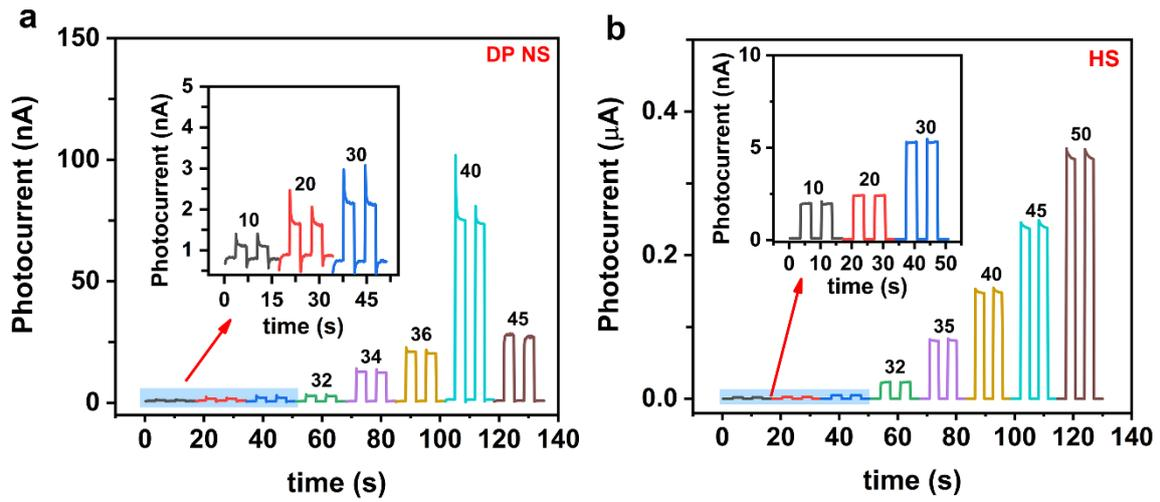 a
DP NS
Photocurrent (nA)
150
100
50
0
0 20 40 60 80 100 120 140
time (s)
32
34
36
40
45
Photocurrent (nA)
5
4
3
2
1
0 15 30 45
time (s)
10
20
30
b
HS
Photocurrent (μA)
0.4
0.2
0.0
0 20 40 60 80 100 120 140
time (s)
32
35
40
45
50
Photocurrent (nA)
10
5
0
0 10 20 30 40 50
time (s)
10
20
30